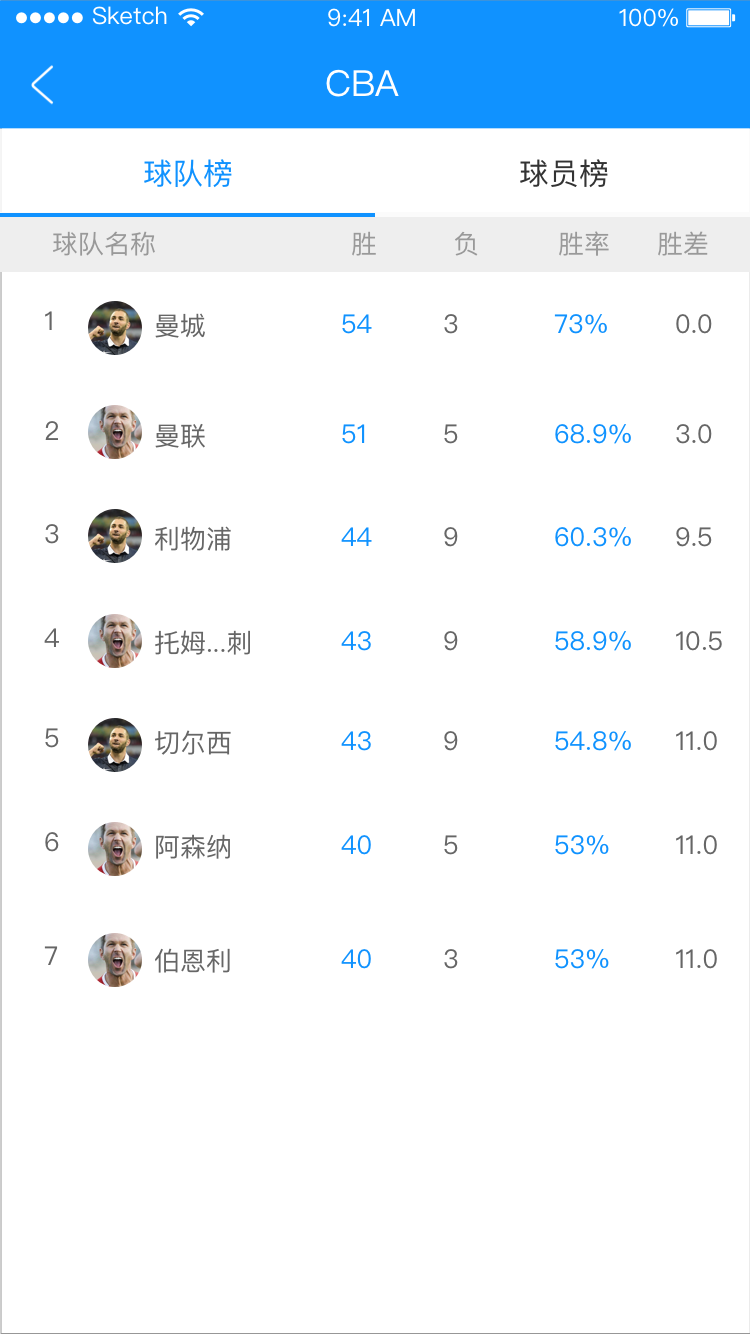 Sketch 9:41 AM 100%
CBA
球队榜 球员榜
球队名称 胜 负 胜率 胜差
1 曼城 54 3 73% 0.0
2 曼联 51 5 68.9% 3.0
3 利物浦 44 9 60.3% 9.5
4 托姆...刺 43 9 58.9% 10.5
5 切尔西 43 9 54.8% 11.0
6 阿森纳 40 5 53% 11.0
7 伯恩利 40 3 53% 11.0